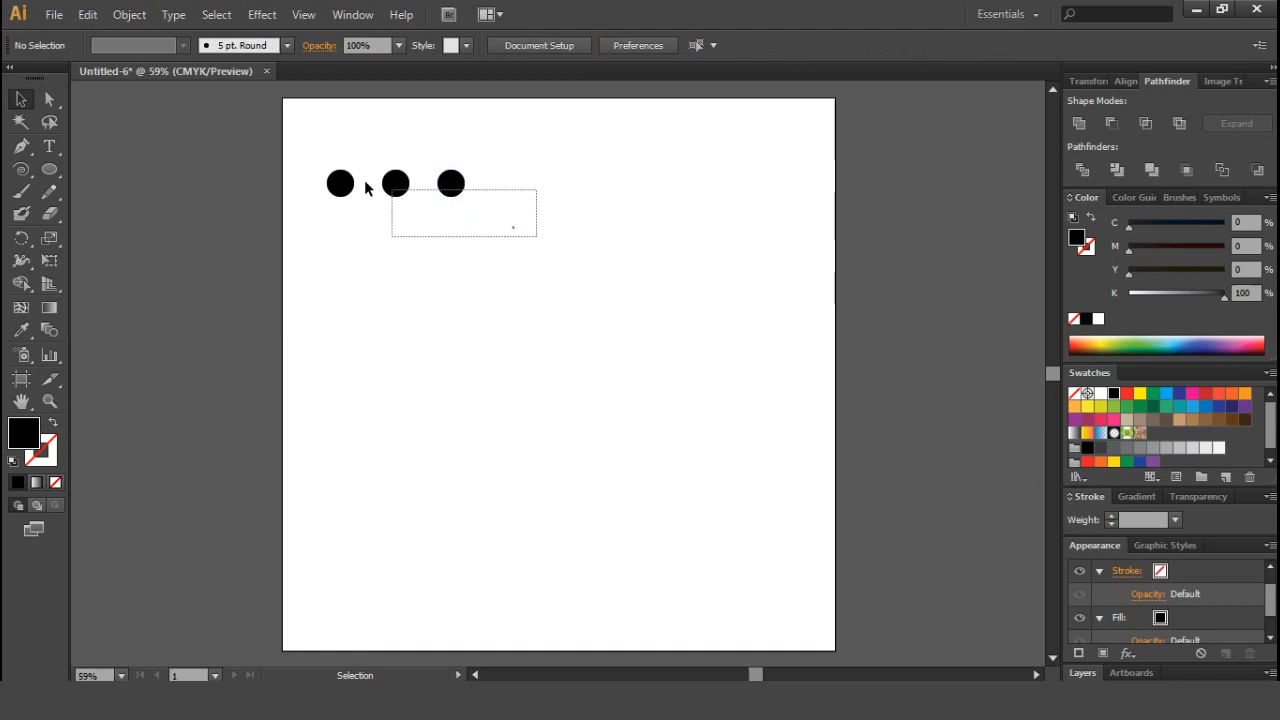 Ai File Edit Object Type Select Effect View Window Help Br Essentials
No Selection 5 pt. Round Opacity: 100% Style: Document Setup Preferences
Untitled-6* @ 59% (CMYK/Preview) ×
Transform Align Pathfinder Image Tr
Shape Modes:
Expand
Pathfinders:
Color Color Guid Brushes Symbols
C 0 %
M 0 %
Y 0 %
K 100 %
Swatches
Stroke Gradient Transparency
Weight:
Appearance Graphic Styles
Stroke:
Opacity: Default
Fill:
Opacity: Default
fx
Layers Artboards
59% 1 Selection